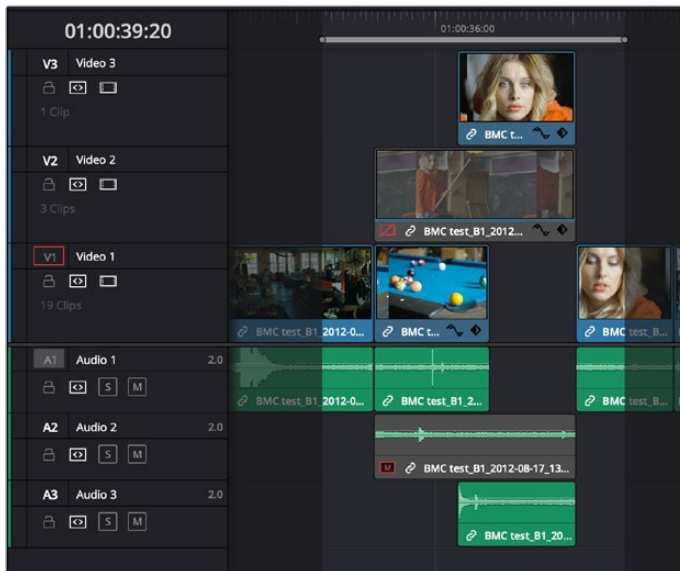 01:00:39:20
01:00:36:00
V3 Video 3
1 Clip
BMC t...
V2 Video 2
3 Clips
BMC test_B1_2012...
V1 Video 1
19 Clips
BMC test_B1_2012-0...
BMC t...
BMC test_B...
A1 Audio 1 2.0
S M
BMC test_B1_2012-0...
BMC test_B1_2...
BMC test_B...
A2 Audio 2 2.0
S M
M BMC test_B1_2012-08-17_13...
A3 Audio 3 2.0
S M
BMC test_B1_20...